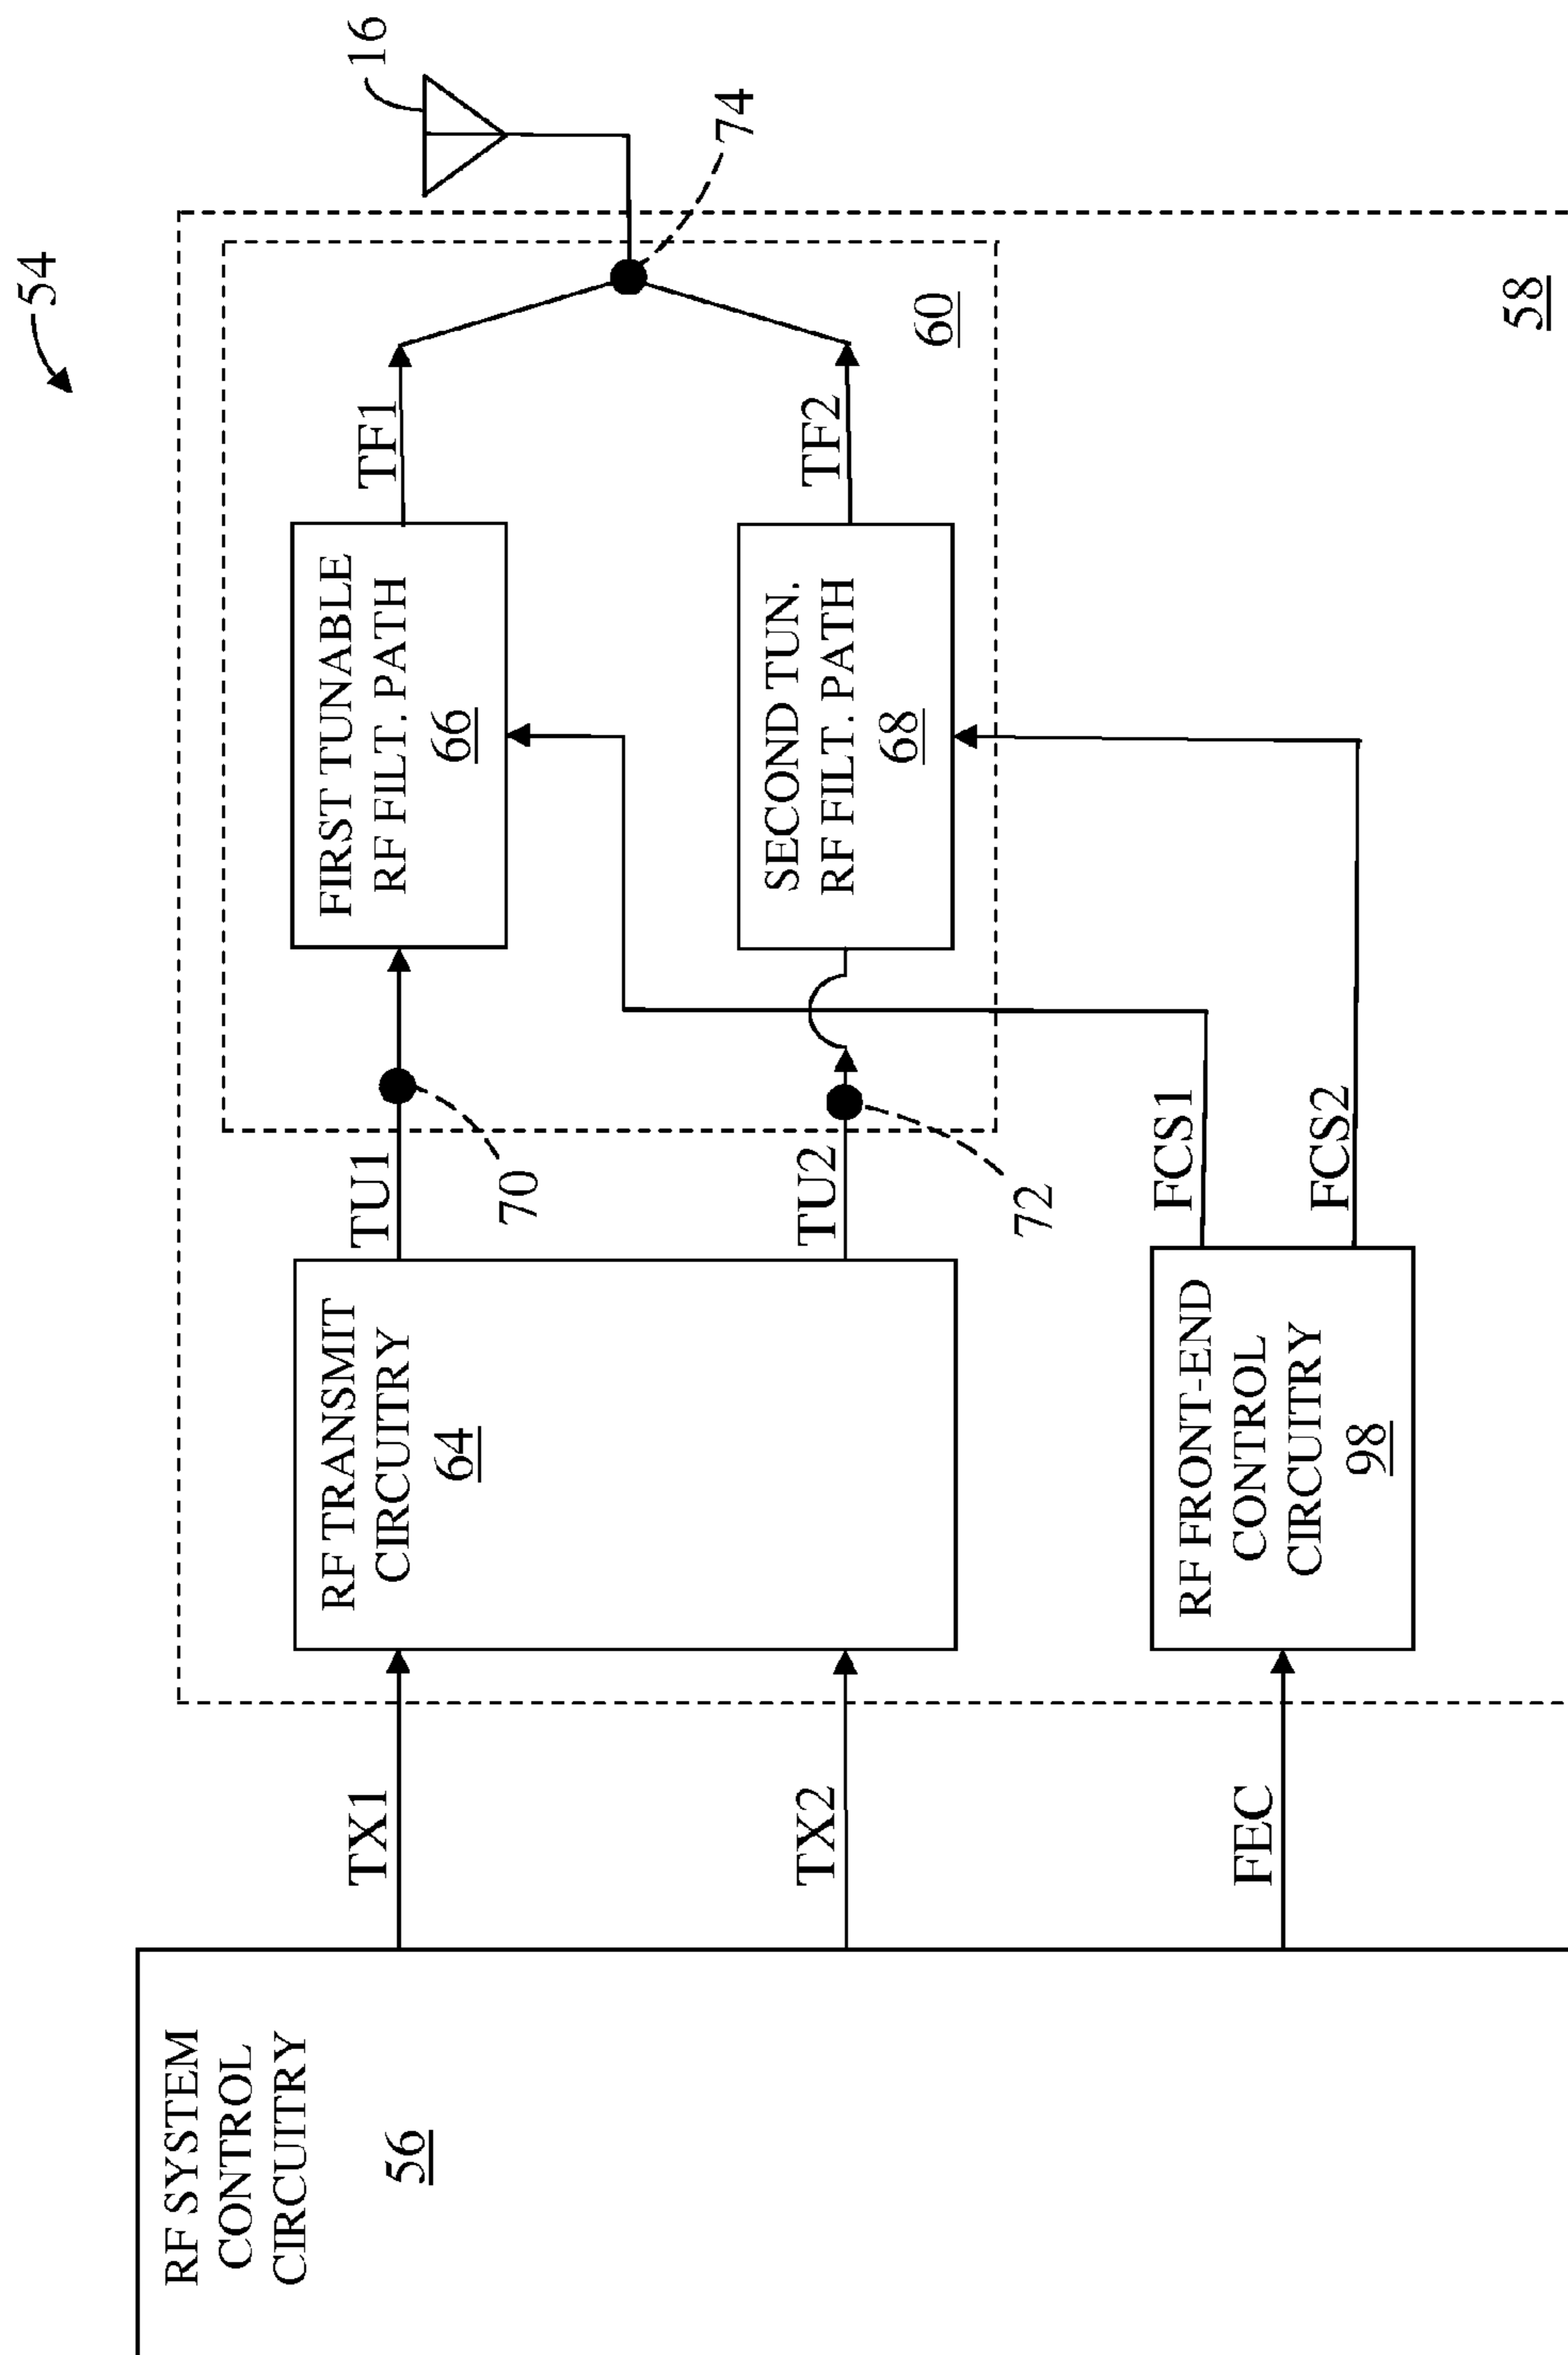 54
RF SYSTEM
CONTROL
CIRCUITRY
56
TX1
TX2
FEC
RF TRANSMIT
CIRCUITRY
64
TU1
TU2
70
72
FIRST TUNABLE
RF FILT. PATH
66
SECOND TUN.
RF FILT. PATH
68
TF1
TF2
60
74
16
RF FRONT-END
CONTROL
CIRCUITRY
98
FCS1
FCS2
58